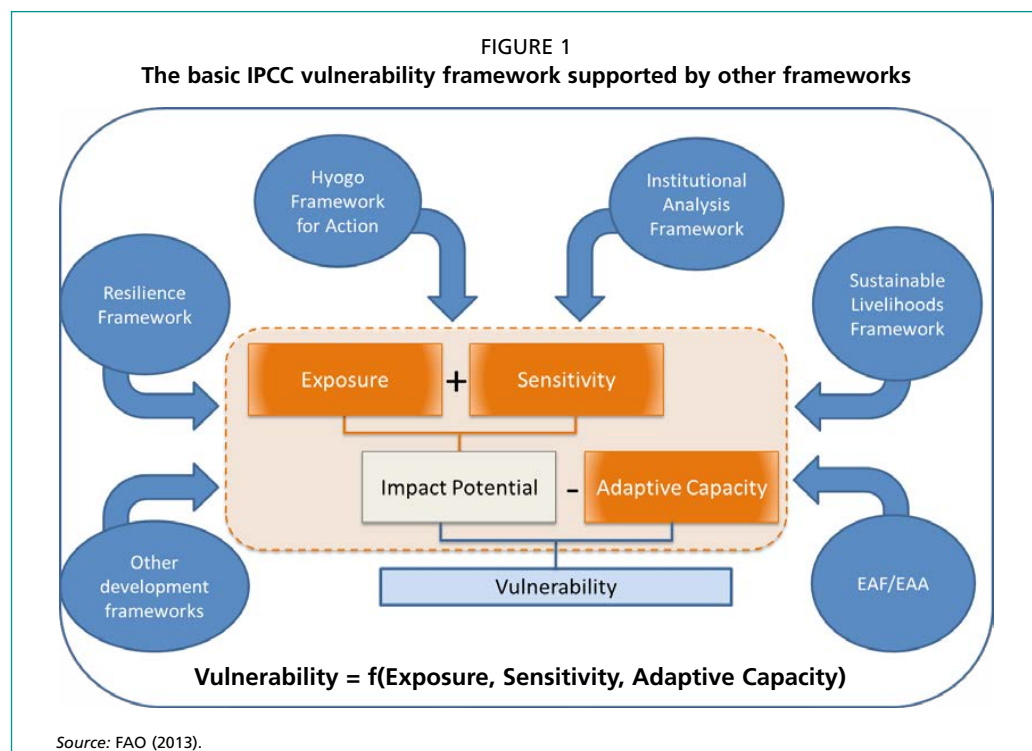 FIGURE 1
The basic IPCC vulnerability framework supported by other frameworks
Hyogo
Framework
for Action
Institutional
Analysis
Framework
Resilience
Framework
Sustainable
Livelihoods
Framework
Exposure
+
Sensitivity
Impact Potential
-
Adaptive Capacity
Other
development
frameworks
Vulnerability
EAF/EAA
Vulnerability = f(Exposure, Sensitivity, Adaptive Capacity)
Source: FAO (2013).